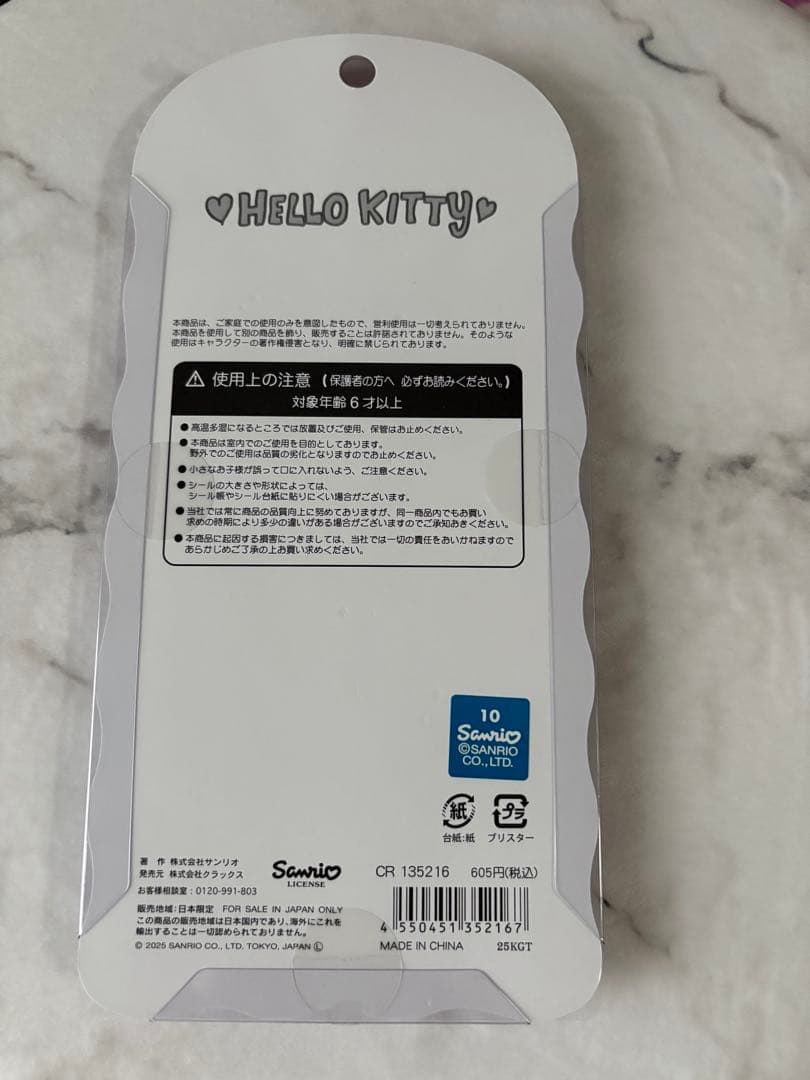 HELLO KITTY
本商品は、ご家庭での使用のみを意図したもので、営利使用は一切考えられておりません。
本商品を使用して別の商品を飾り、販売することは許諾されておりません。そのような
使用はキャラクターの著作権侵害となり、明確に禁じられております。
使用上の注意(保護者の方へ 必ずお読みください。)
対象年齢6才以上
●高温多湿になるところでは放置及びご使用、保管はお止めください。
●本商品は室内でのご使用を目的としております。
野外でのご使用は品質の劣化となりますのでお止めください。
●小さなお子様が誤って口に入れないよう、ご注意ください。
●シールの大きさや形状によっては、
シール帳やシール台紙に貼りにくい場合がございます。
●当社では常に商品の品質向上に努めておりますが、同一商品内でもお買い
求めの時期により多少の違いがある場合がございますのでご承知おきください。
●本商品に起因する損害につきましては、当社では一切の責任をおいかねますので
あらかじめご了承の上お買い求めください。
10
Sanrio
©SANRIO
CO., LTD.
紙
プラ
台紙:紙
ブリスター
著 作 株式会社サンリオ
発売元 株式会社クラックス
お客様相談室:0120-991-803
Sanrio
LICENSE
CR 135216 605円(税込)
販売地域:日本限定 FOR SALE IN JAPAN ONLY
この商品の販売地域は日本国内であり、海外にこれを
輸出することは一切認められておりません。
© 2025 SANRIO CO., LTD. TOKYO, JAPAN Ⓛ
4 550451 352167
MADE IN CHINA 25KGT